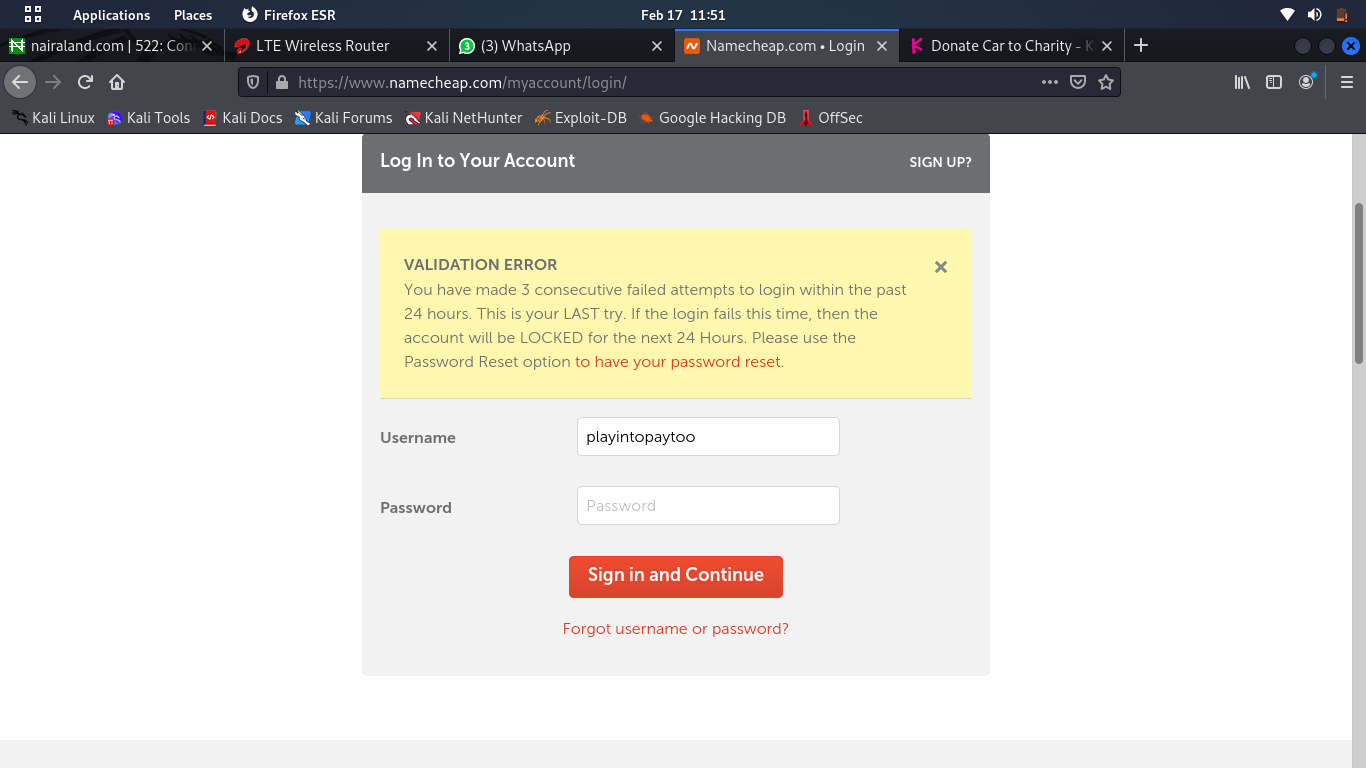 Applications Places Firefox ESR Feb 17 11:51
nairaland.com | 522: Con LTE Wireless Router (3) WhatsApp Namecheap.com • Login Donate Car to Charity - K
https://www.namecheap.com/myaccount/login/
Kali Linux Kali Tools Kali Docs Kali Forums Kali NetHunter Exploit-DB Google Hacking DB OffSec
Log In to Your Account SIGN UP?
VALIDATION ERROR
You have made 3 consecutive failed attempts to login within the past
24 hours. This is your LAST try. If the login fails this time, then the
account will be LOCKED for the next 24 Hours. Please use the
Password Reset option to have your password reset.
Username playintopaytoo
Password Password
Sign in and Continue
Forgot username or password?